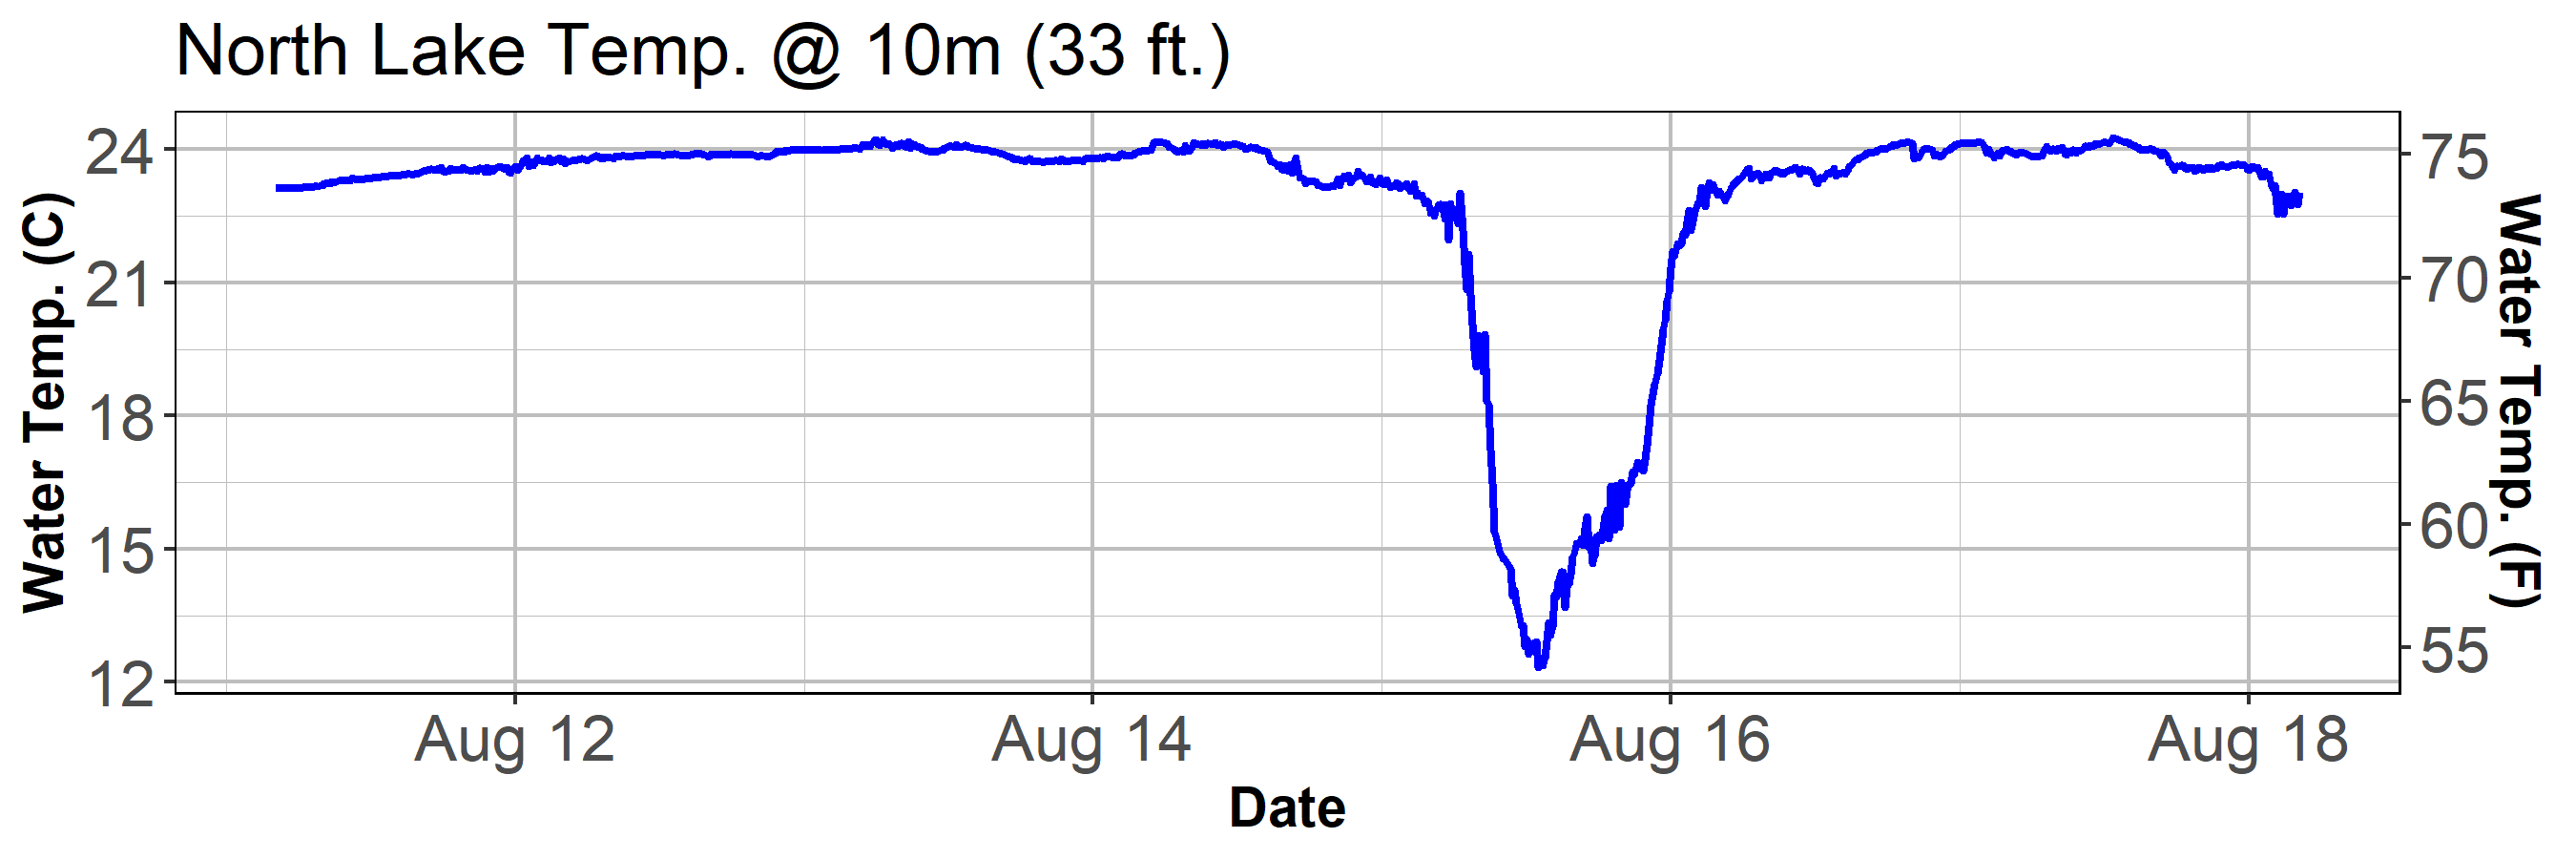 North Lake Temp. @ 10m (33 ft.)
Water Temp. (C)
24
21
18
15
12
75
70
65
60
55
Water Temp. (F)
Aug 12 Aug 14 Aug 16 Aug 18
Date